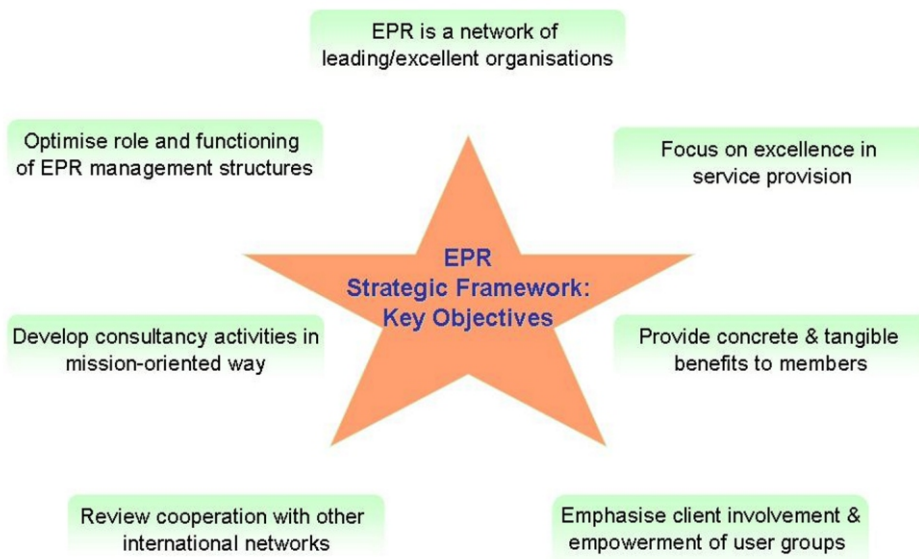 EPR is a network of
leading/excellent organisations
Optimise role and functioning
of EPR management structures
Focus on excellence in
service provision
EPR
Strategic Framework:
Key Objectives
Develop consultancy activities in
mission-oriented way
Provide concrete & tangible
benefits to members
Review cooperation with other
international networks
Emphasise client involvement &
empowerment of user groups